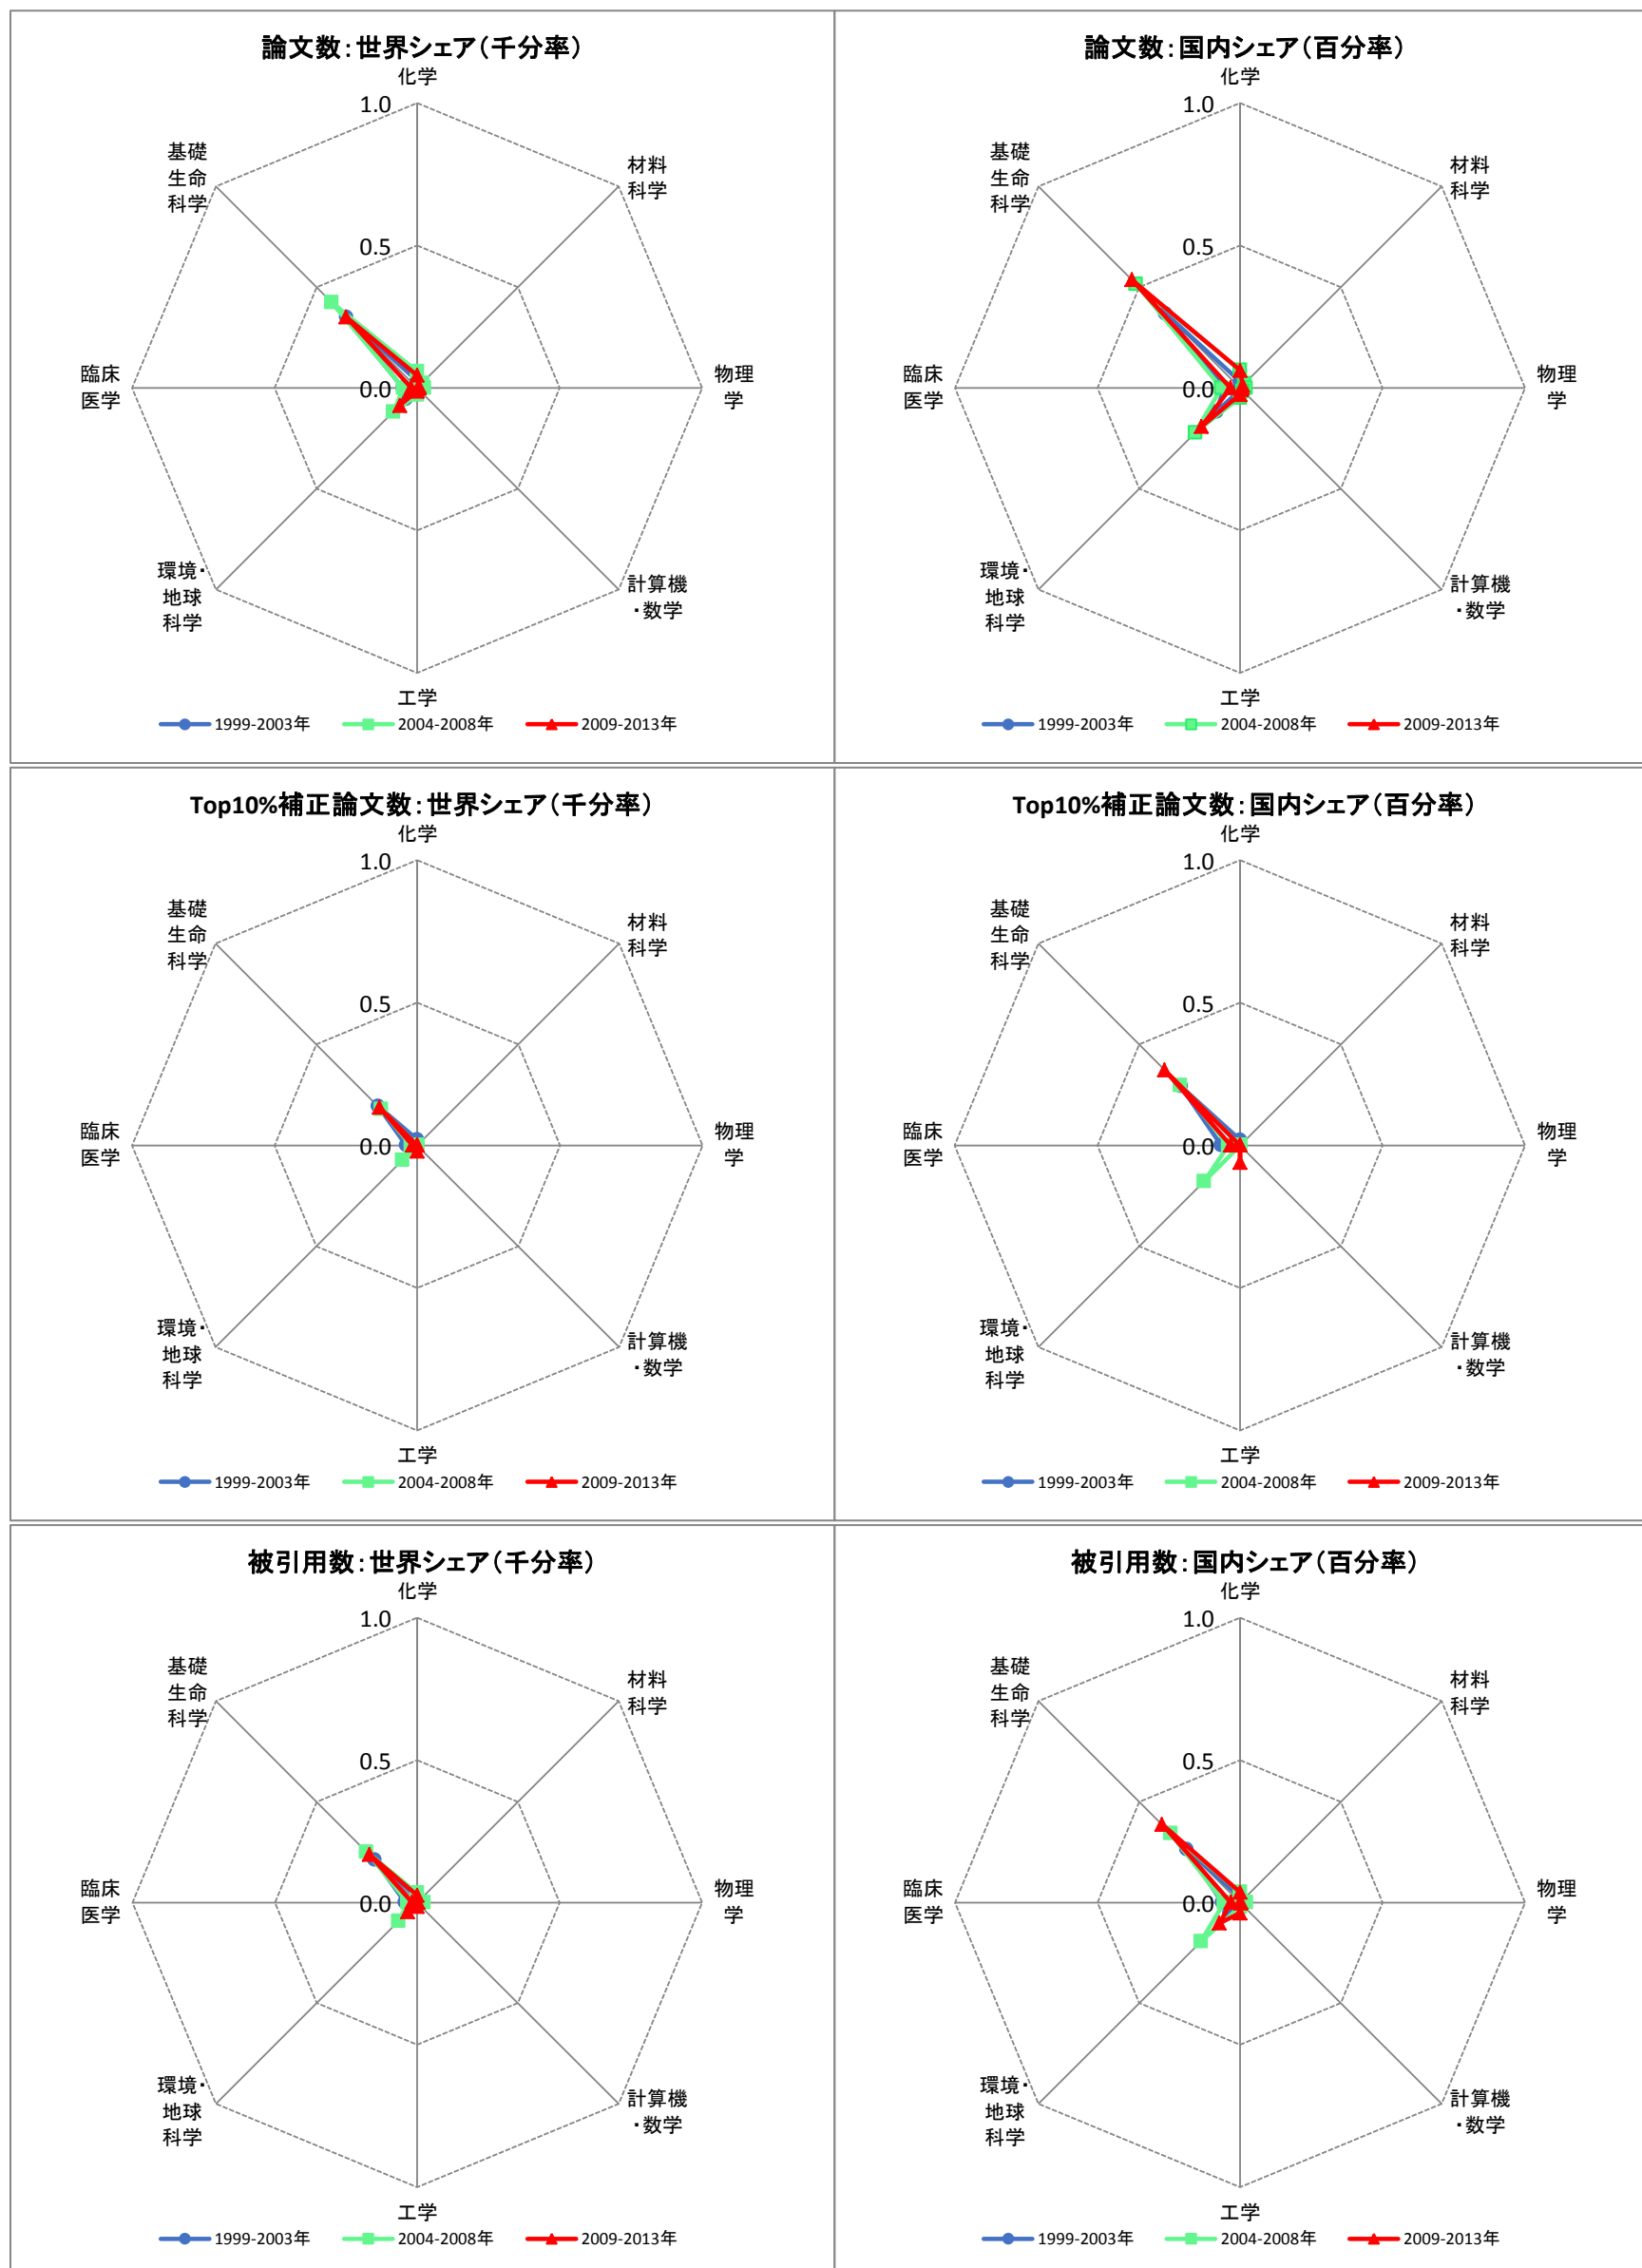 論文数：世界シェア（千分率）
化学
1.0
基礎
生命
科学
材料
科学
0.5
臨床
医学
0.0
物理
学
環境・
地球
科学
計算機
・数学
工学
1999-2003年
2004-2008年
2009-2013年
論文数：国内シェア（百分率）
化学
1.0
基礎
生命
科学
材料
科学
0.5
臨床
医学
0.0
物理
学
環境・
地球
科学
計算機
・数学
工学
1999-2003年
2004-2008年
2009-2013年
Top10%補正論文数：世界シェア（千分率）
化学
1.0
基礎
生命
科学
材料
科学
0.5
臨床
医学
0.0
物理
学
環境・
地球
科学
計算機
・数学
工学
1999-2003年
2004-2008年
2009-2013年
Top10%補正論文数：国内シェア（百分率）
化学
1.0
基礎
生命
科学
材料
科学
0.5
臨床
医学
0.0
物理
学
環境・
地球
科学
計算機
・数学
工学
1999-2003年
2004-2008年
2009-2013年
被引用数：世界シェア（千分率）
化学
1.0
基礎
生命
科学
材料
科学
0.5
臨床
医学
0.0
物理
学
環境・
地球
科学
計算機
・数学
工学
1999-2003年
2004-2008年
2009-2013年
被引用数：国内シェア（百分率）
化学
1.0
基礎
生命
科学
材料
科学
0.5
臨床
医学
0.0
物理
学
環境・
地球
科学
計算機
・数学
工学
1999-2003年
2004-2008年
2009-2013年